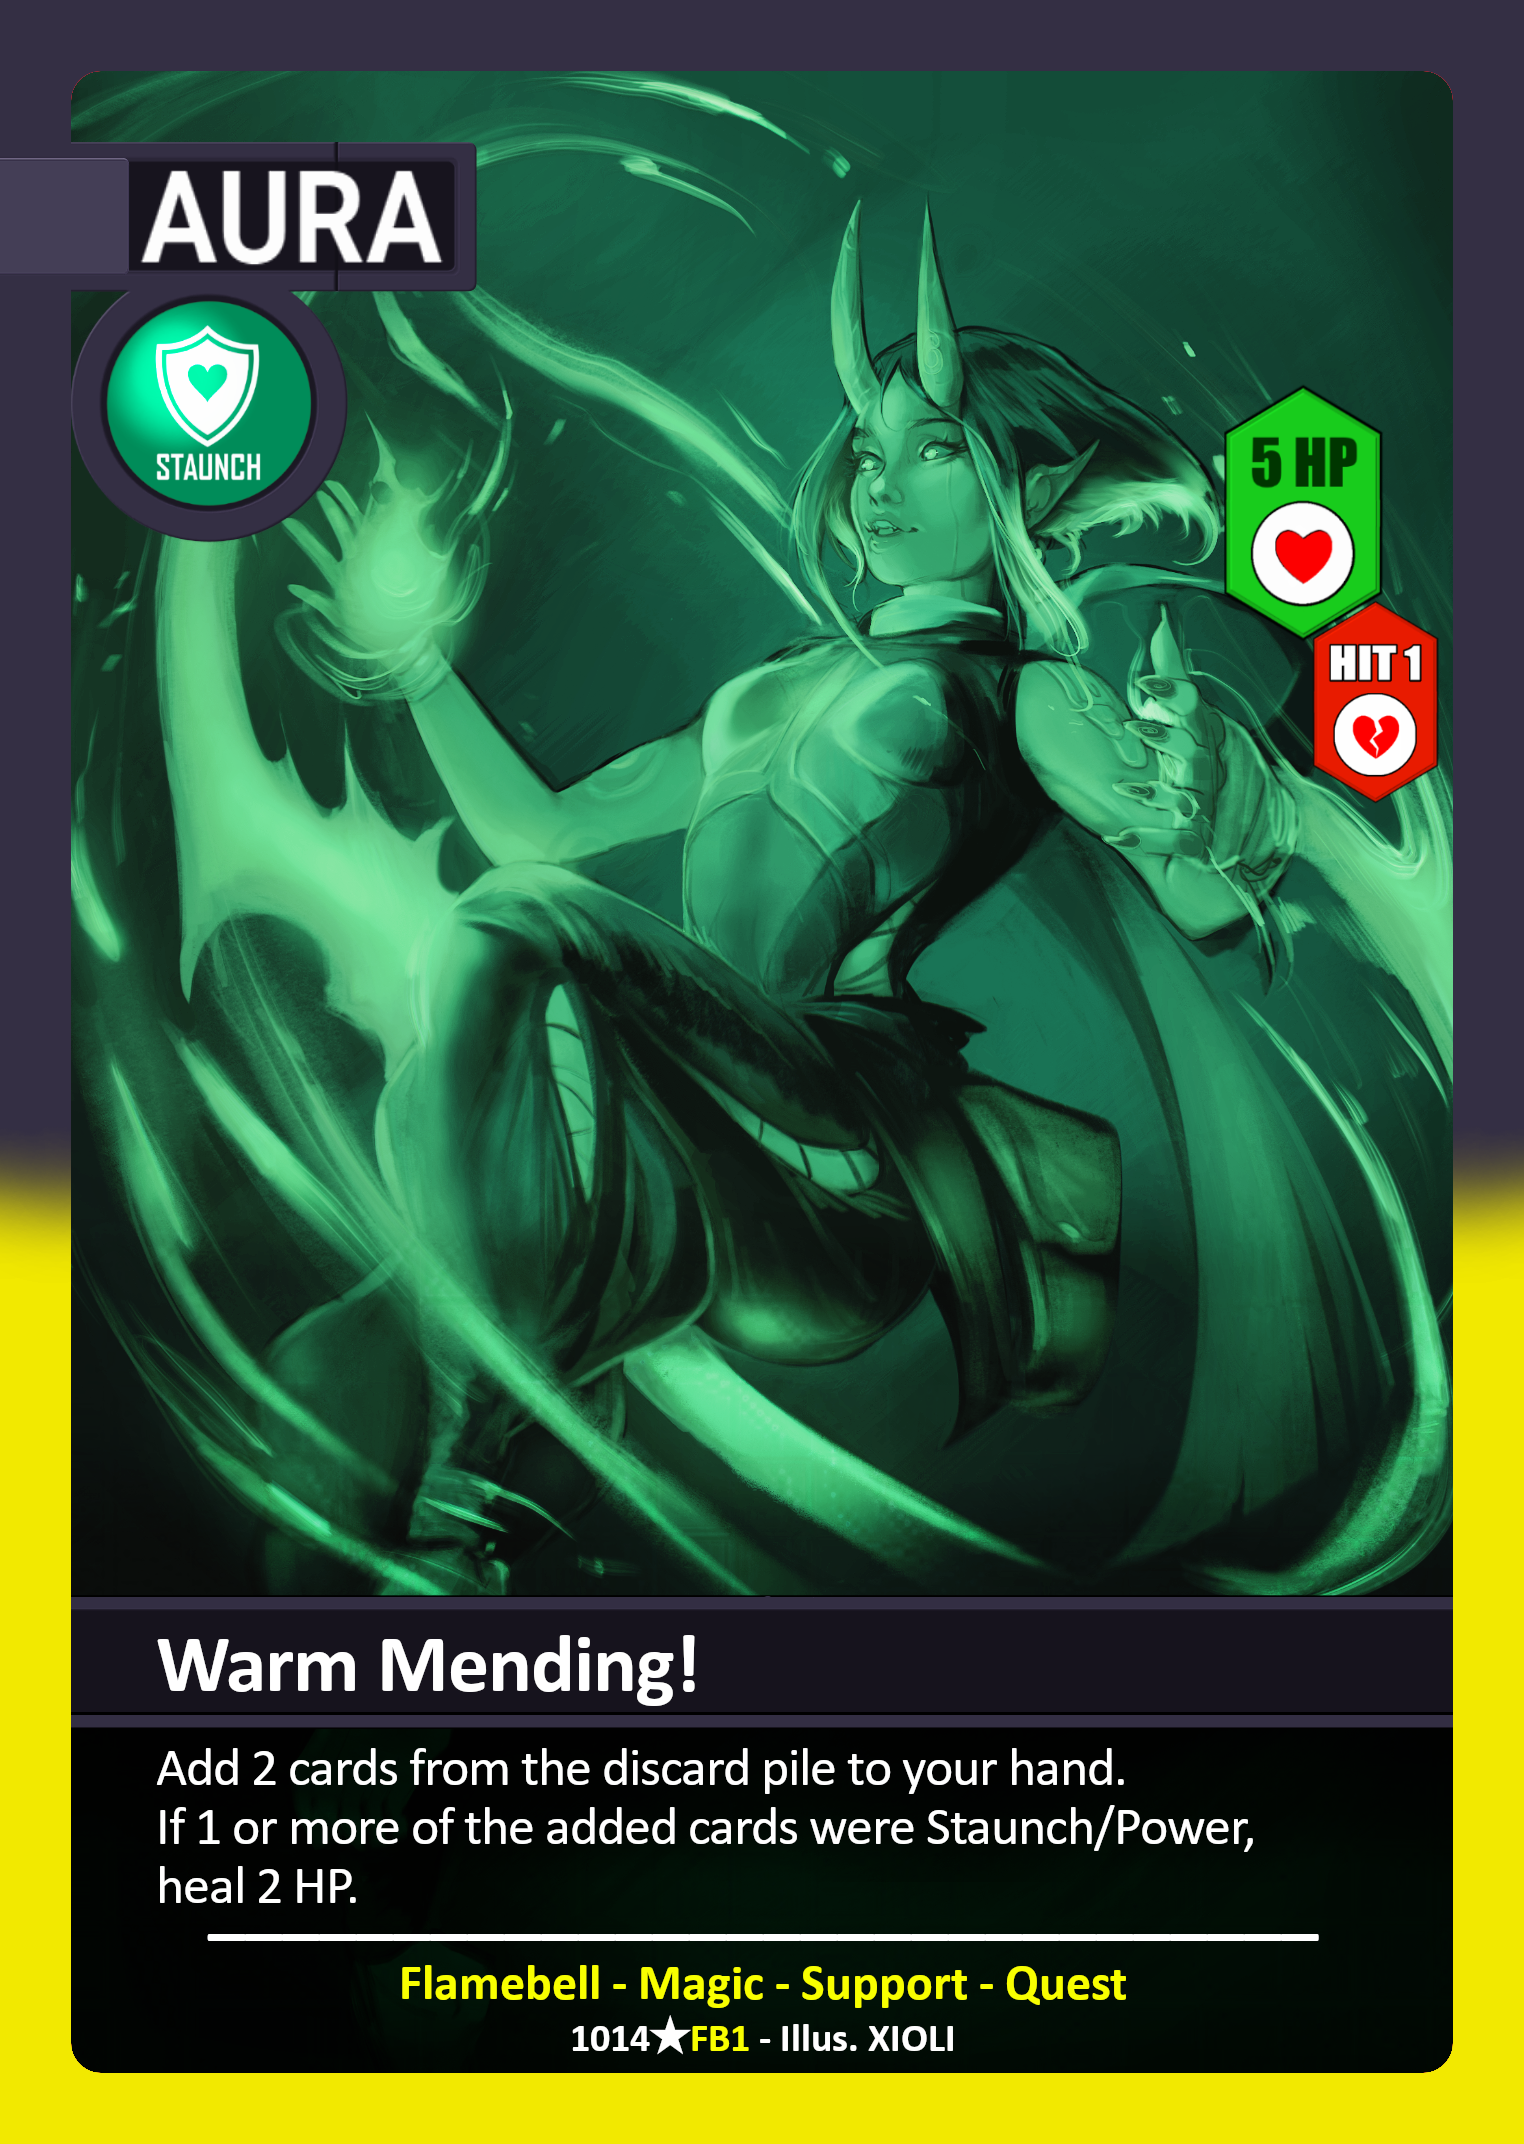 AURA
STAUNCH
5 HP
HIT 1
Warm Mending!
Add 2 cards from the discard pile to your hand.
If 1 or more of the added cards were Staunch/Power,
heal 2 HP.
Flamebell - Magic - Support - Quest
1014★FB1 - Illus. XIOLI